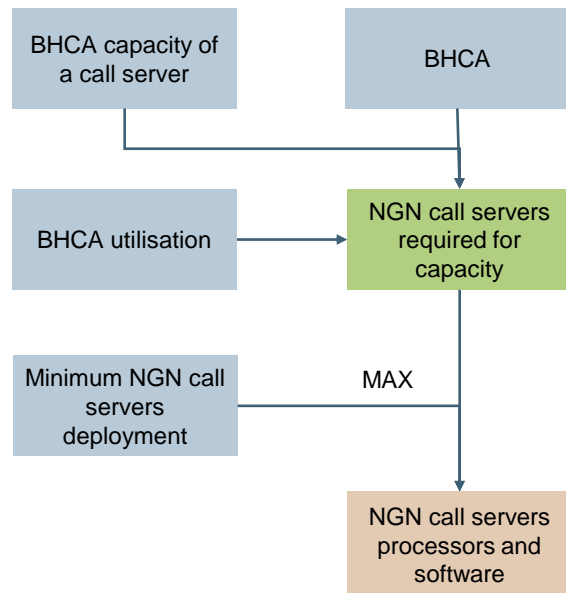 BHCA capacity of
a call server
BHCA
BHCA utilisation
NGN call servers
required for
capacity
Minimum NGN call
servers
deployment
MAX
NGN call servers
processors and
software